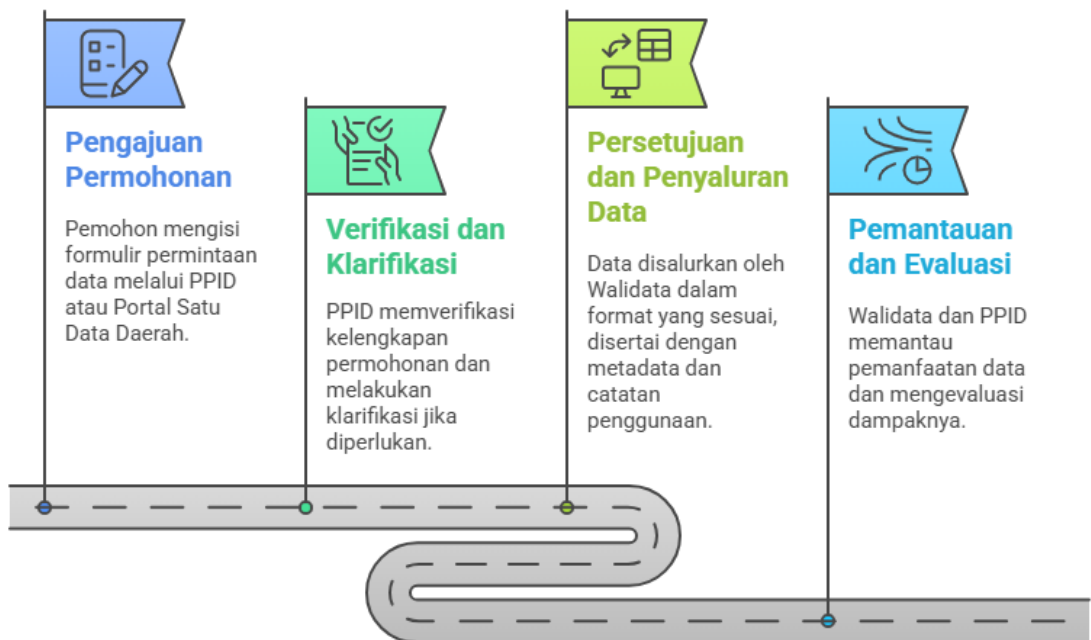 Pengajuan
Permohonan
Pemohon mengisi
formulir permintaan
data melalui PPID
atau Portal Satu
Data Daerah.
Verifikasi dan
Klarifikasi
PPID memverifikasi
kelengkapan
permohonan dan
melakukan
klarifikasi jika
diperlukan.
Persetujuan
dan Penyaluran
Data
Data disalurkan oleh
Walidata dalam
format yang sesuai,
disertai dengan
metadata dan
catatan
penggunaan.
Pemantauan
dan Evaluasi
Walidata dan PPID
memantau
pemanfaatan data
dan mengevaluasi
dampaknya.